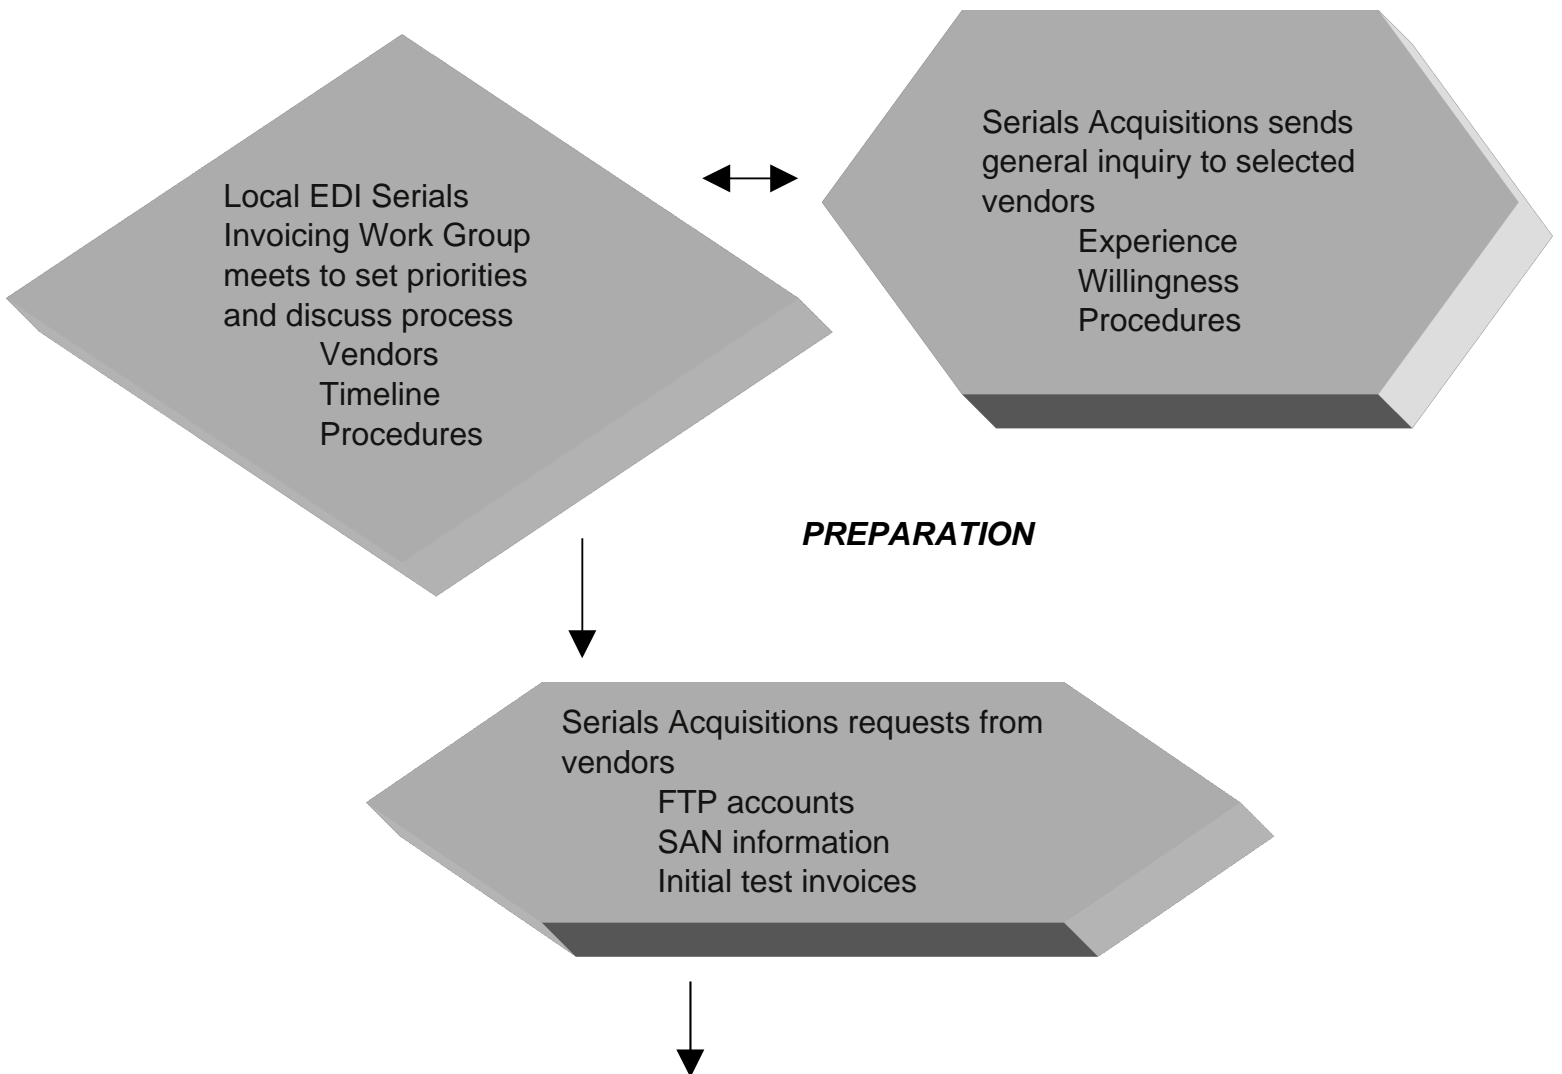 Local EDI Serials
Invoicing Work Group
meets to set priorities
and discuss process
Vendors
Timeline
Procedures
Serials Acquisitions sends
general inquiry to selected
vendors
Experience
Willingness
Procedures
PREPARATION
Serials Acquisitions requests from
vendors
FTP accounts
SAN information
Initial test invoices